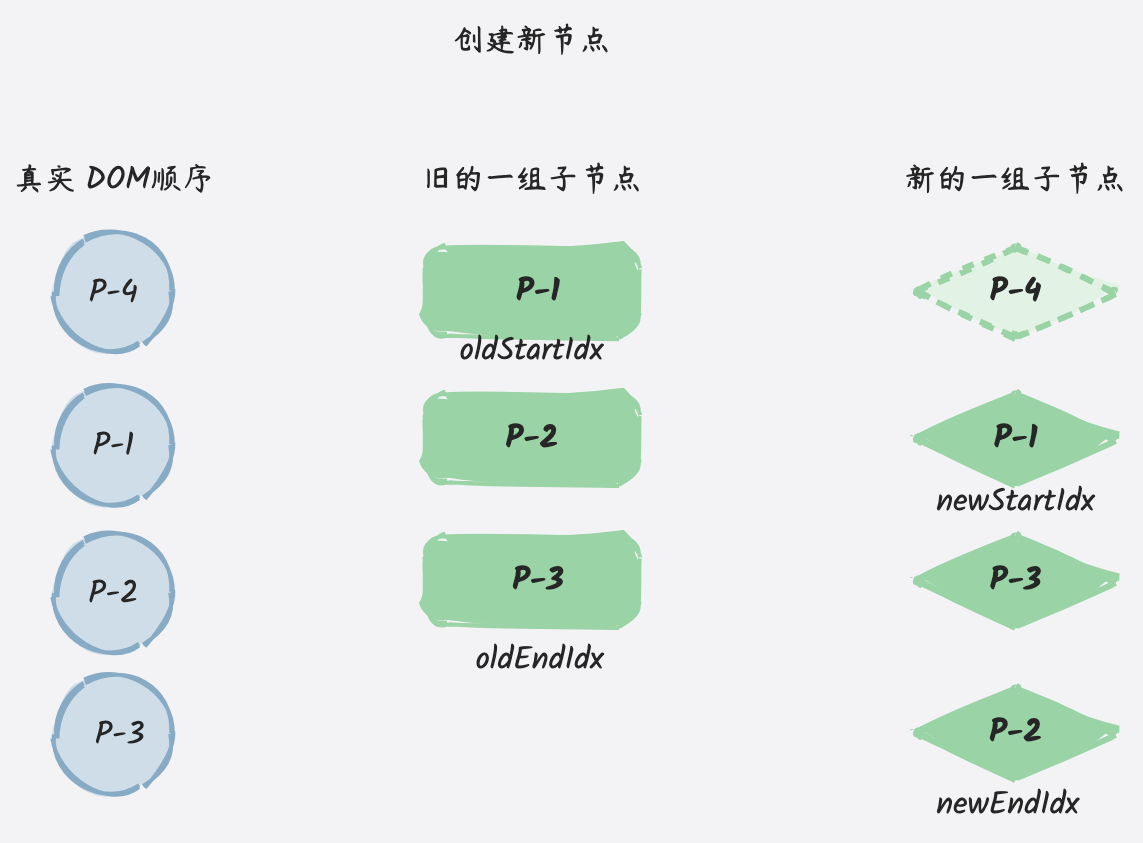 创建新节点
真实 DOM顺序
旧的一组子节点
新的一组子节点
P-4
P-1
oldStartIdx
P-4
P-1
P-2
P-1
newStartIdx
P-2
P-3
oldEndIdx
P-3
P-3
P-2
newEndIdx